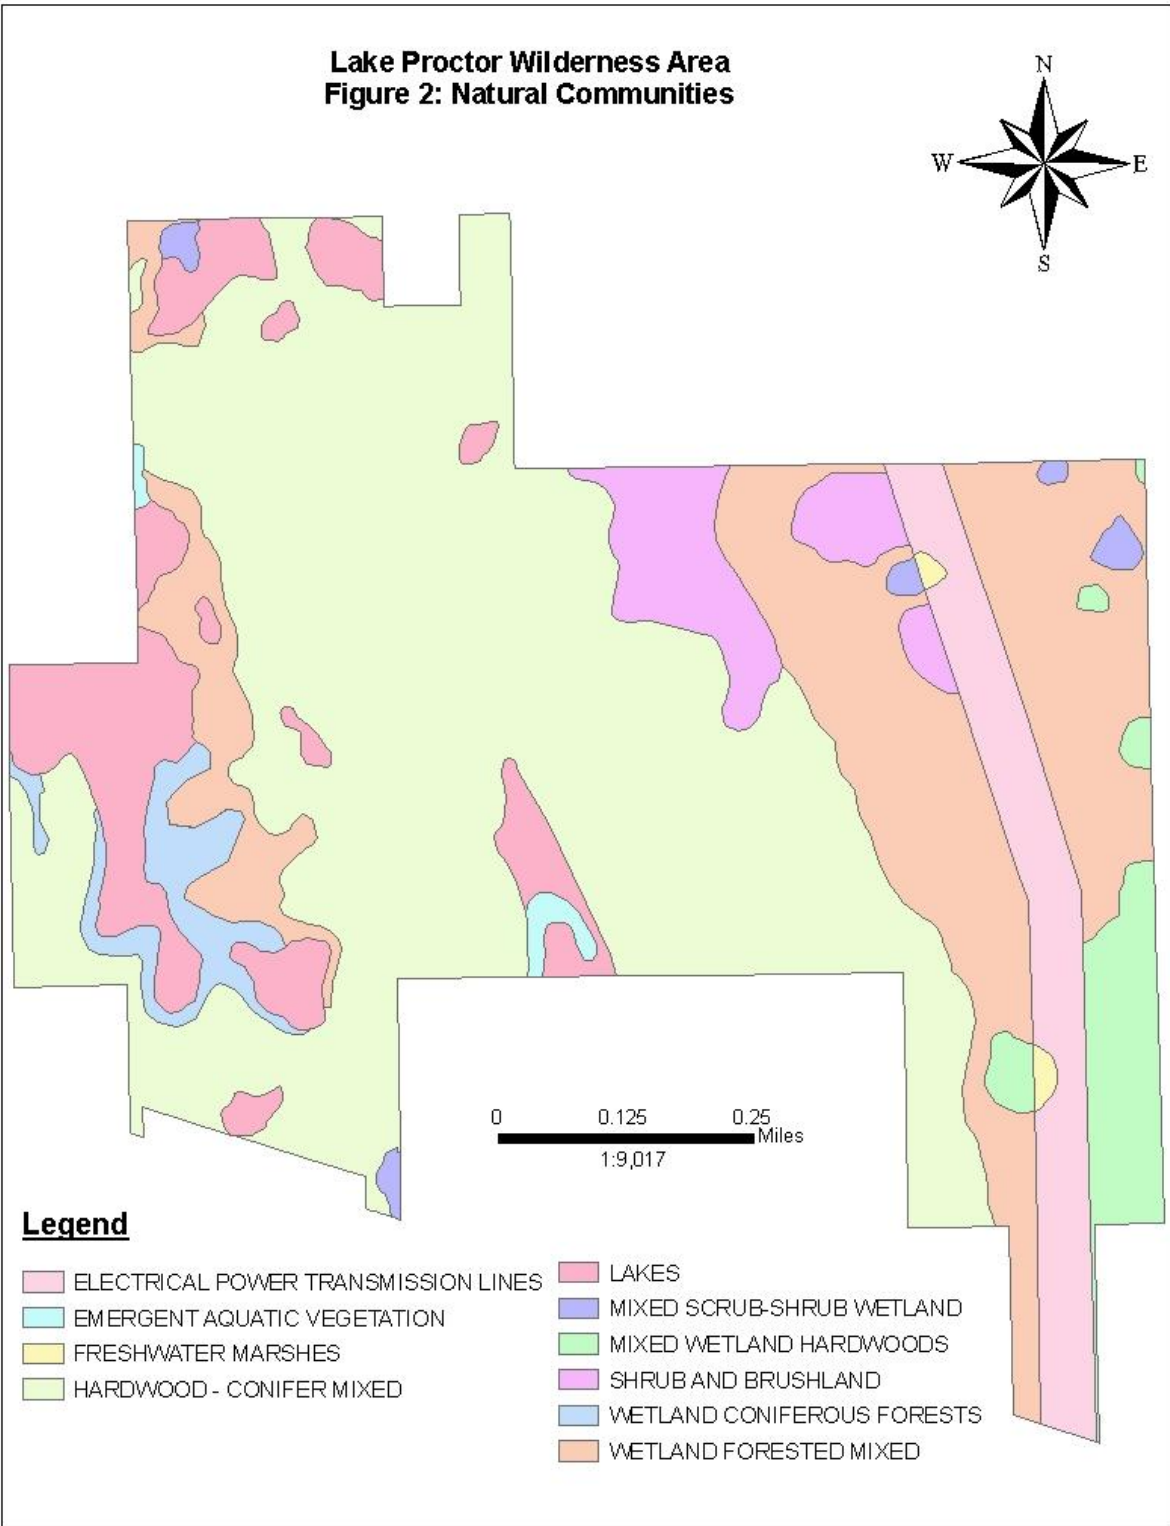 Lake Proctor Wilderness Area
Figure 2: Natural Communities
N
W
E
S
0
0.125
0.25
Miles
1:9,017
Legend
ELECTRICAL POWER TRANSMISSION LINES
EMERGENT AQUATIC VEGETATION
FRESHWATER MARSHES
HARDWOOD - CONIFER MIXED
LAKES
MIXED SCRUB-SHRUB WETLAND
MIXED WETLAND HARDWOODS
SHRUB AND BRUSHLAND
WETLAND CONIFEROUS FORESTS
WETLAND FORESTED MIXED